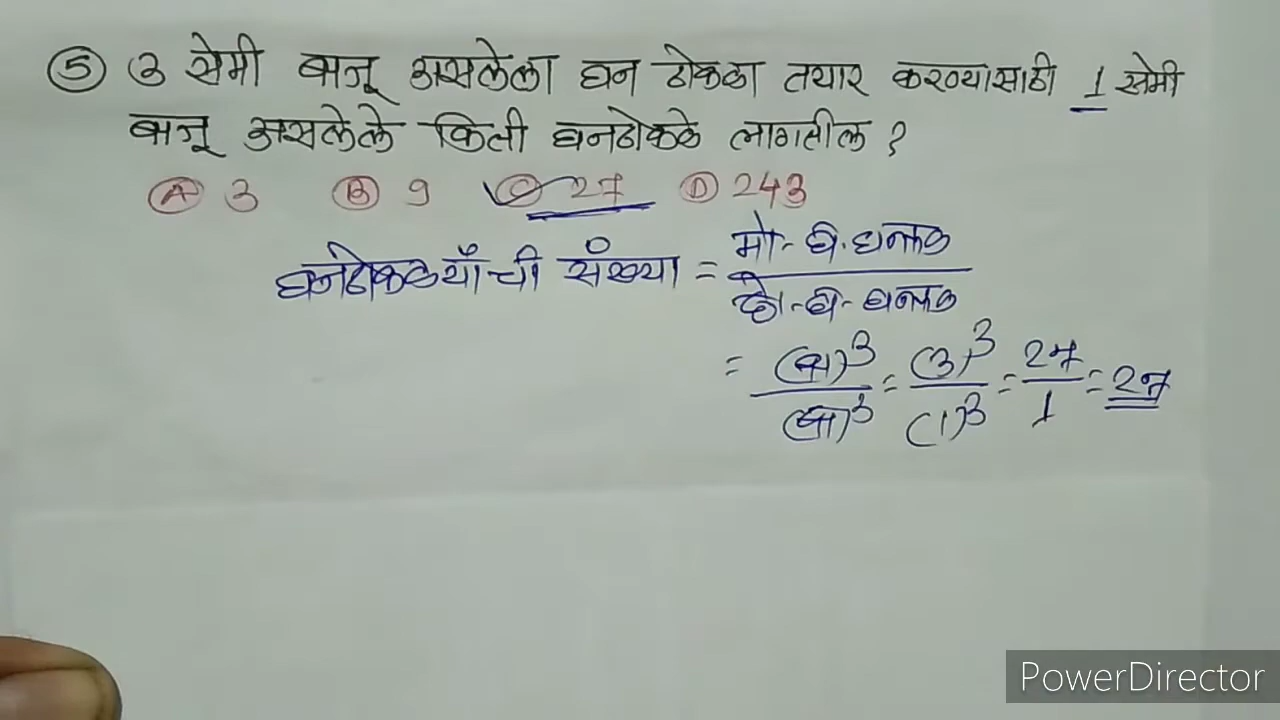 ⑤ 3 सेमी बाजू असलेला घन ठोकळा तयार करण्यासाठी 1 सेमी
बाजू असलेले किती घनठोकळे लागतील ?
Ⓐ 3 Ⓑ 9 Ⓒ 27 Ⓓ 243
घनठोकळयाँची संख्या = मो. घ. घनफळ
छो. घ. घनफळ
= (बा)³ / (बा)³ = (3)³ / (1)³ = 27 / 1 = 27
PowerDirector